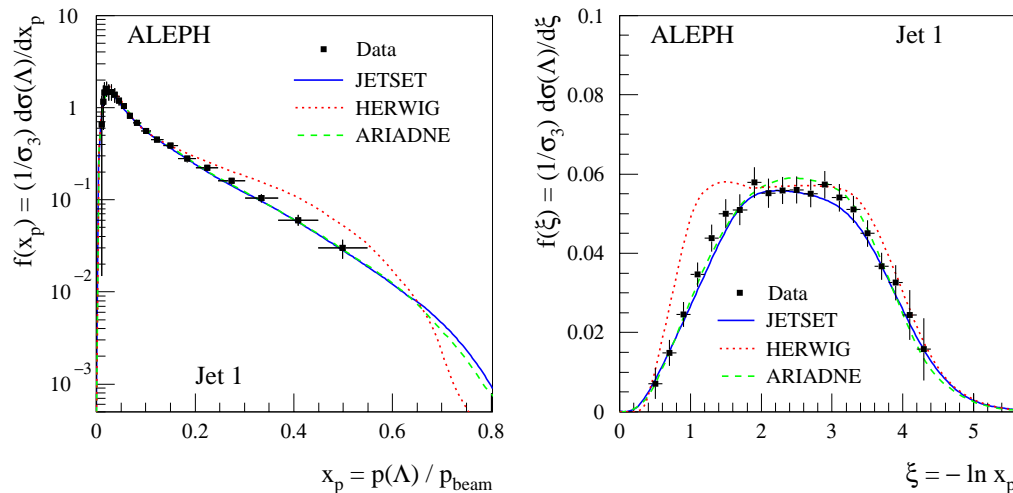 f(x_p) = (1/σ_3) dσ(Λ)/dx_p
10
1
10^−1
10^−2
10^−3
ALEPH
Data
JETSET
HERWIG
ARIADNE
Jet 1
0 0.2 0.4 0.6 0.8
x_p = p(Λ) / p_beam
f(ξ) = (1/σ_3) dσ(Λ)/dξ
0.1
0.08
0.06
0.04
0.02
0
ALEPH Jet 1
Data
JETSET
HERWIG
ARIADNE
0 1 2 3 4 5
ξ = − ln x_p